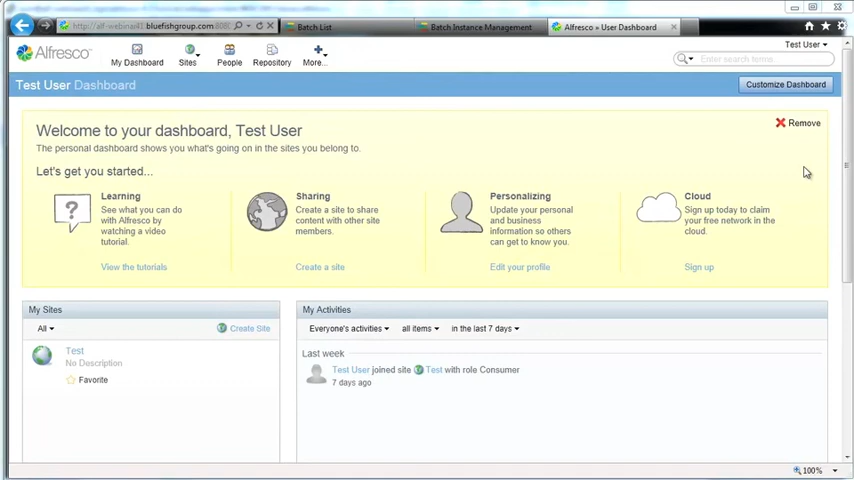 http://alf-webinar41.bluefishgroup.com:8080
Batch List
Batch Instance Management
Alfresco » User Dashboard
Alfresco
My Dashboard
Sites
People
Repository
More...
Test User
Enter search terms
Test User Dashboard
Customize Dashboard
Welcome to your dashboard, Test User
Remove
The personal dashboard shows you what's going on in the sites you belong to.
Let's get you started...
Learning
See what you can do
with Alfresco by
watching a video
tutorial.
View the tutorials
Sharing
Create a site to share
content with other site
members.
Create a site
Personalizing
Update your personal
and business
information so others
can get to know you.
Edit your profile
Cloud
Sign up today to claim
your free network in the
cloud.
Sign up
My Sites
All
Create Site
Test
No Description
Favorite
My Activities
Everyone's activities
all items
in the last 7 days
Last week
Test User joined site Test with role Consumer
7 days ago
100%